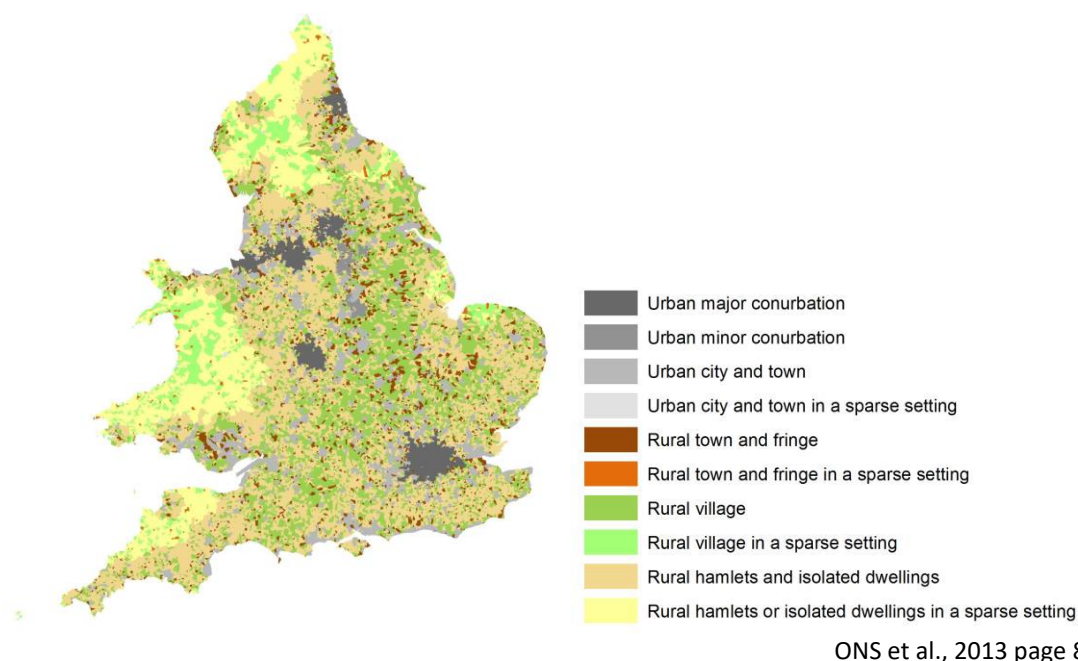 Urban major conurbation
Urban minor conurbation
Urban city and town
Urban city and town in a sparse setting
Rural town and fringe
Rural town and fringe in a sparse setting
Rural village
Rural village in a sparse setting
Rural hamlets and isolated dwellings
Rural hamlets or isolated dwellings in a sparse setting
ONS et al., 2013 page 8